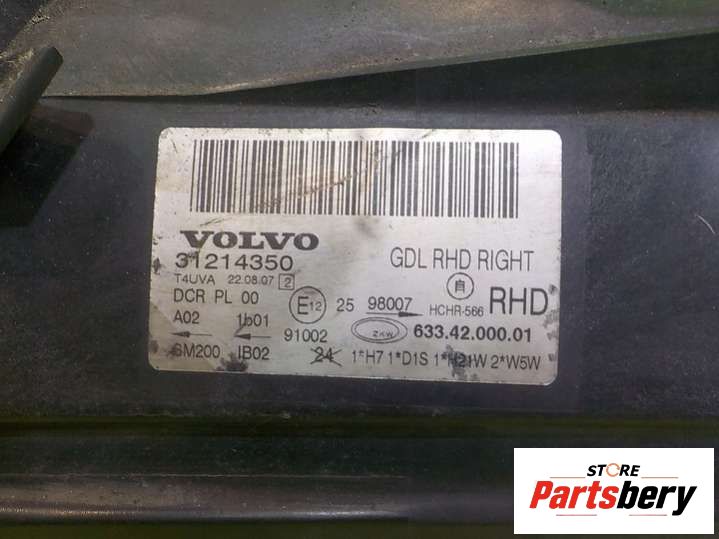 VOLVO
31214350
GDL RHD RIGHT
T4UVA 22.08.07 2
自
DCR PL 00 E12 25 98007 HCHR-566 RHD
A02 1b01 91002 ZKW 633.42.000.01
SM200 IB02 24 1*H7 1*D1S 1*H21W 2*W5W
STORE
Partsbery